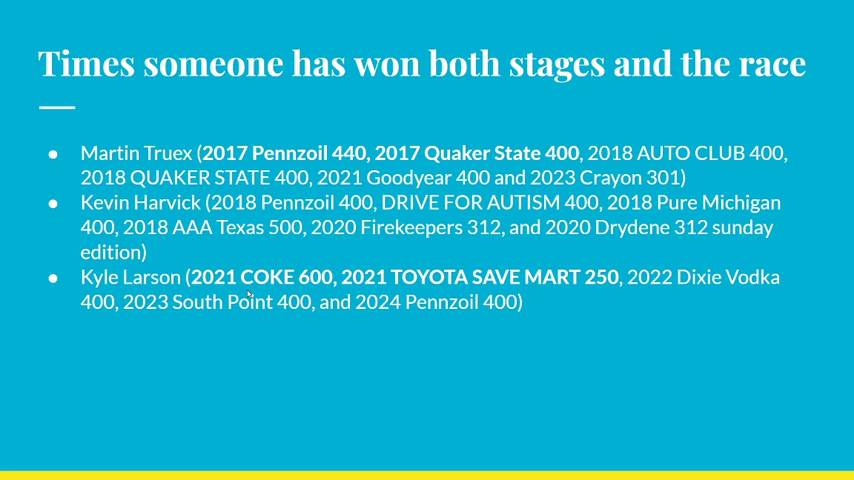 Times someone has won both stages and the race
● Martin Truex (2017 Pennzoil 440, 2017 Quaker State 400, 2018 AUTO CLUB 400,
2018 QUAKER STATE 400, 2021 Goodyear 400 and 2023 Crayon 301)
● Kevin Harvick (2018 Pennzoil 400, DRIVE FOR AUTISM 400, 2018 Pure Michigan
400, 2018 AAA Texas 500, 2020 Firekeepers 312, and 2020 Drydene 312 sunday
edition)
● Kyle Larson (2021 COKE 600, 2021 TOYOTA SAVE MART 250, 2022 Dixie Vodka
400, 2023 South Point 400, and 2024 Pennzoil 400)